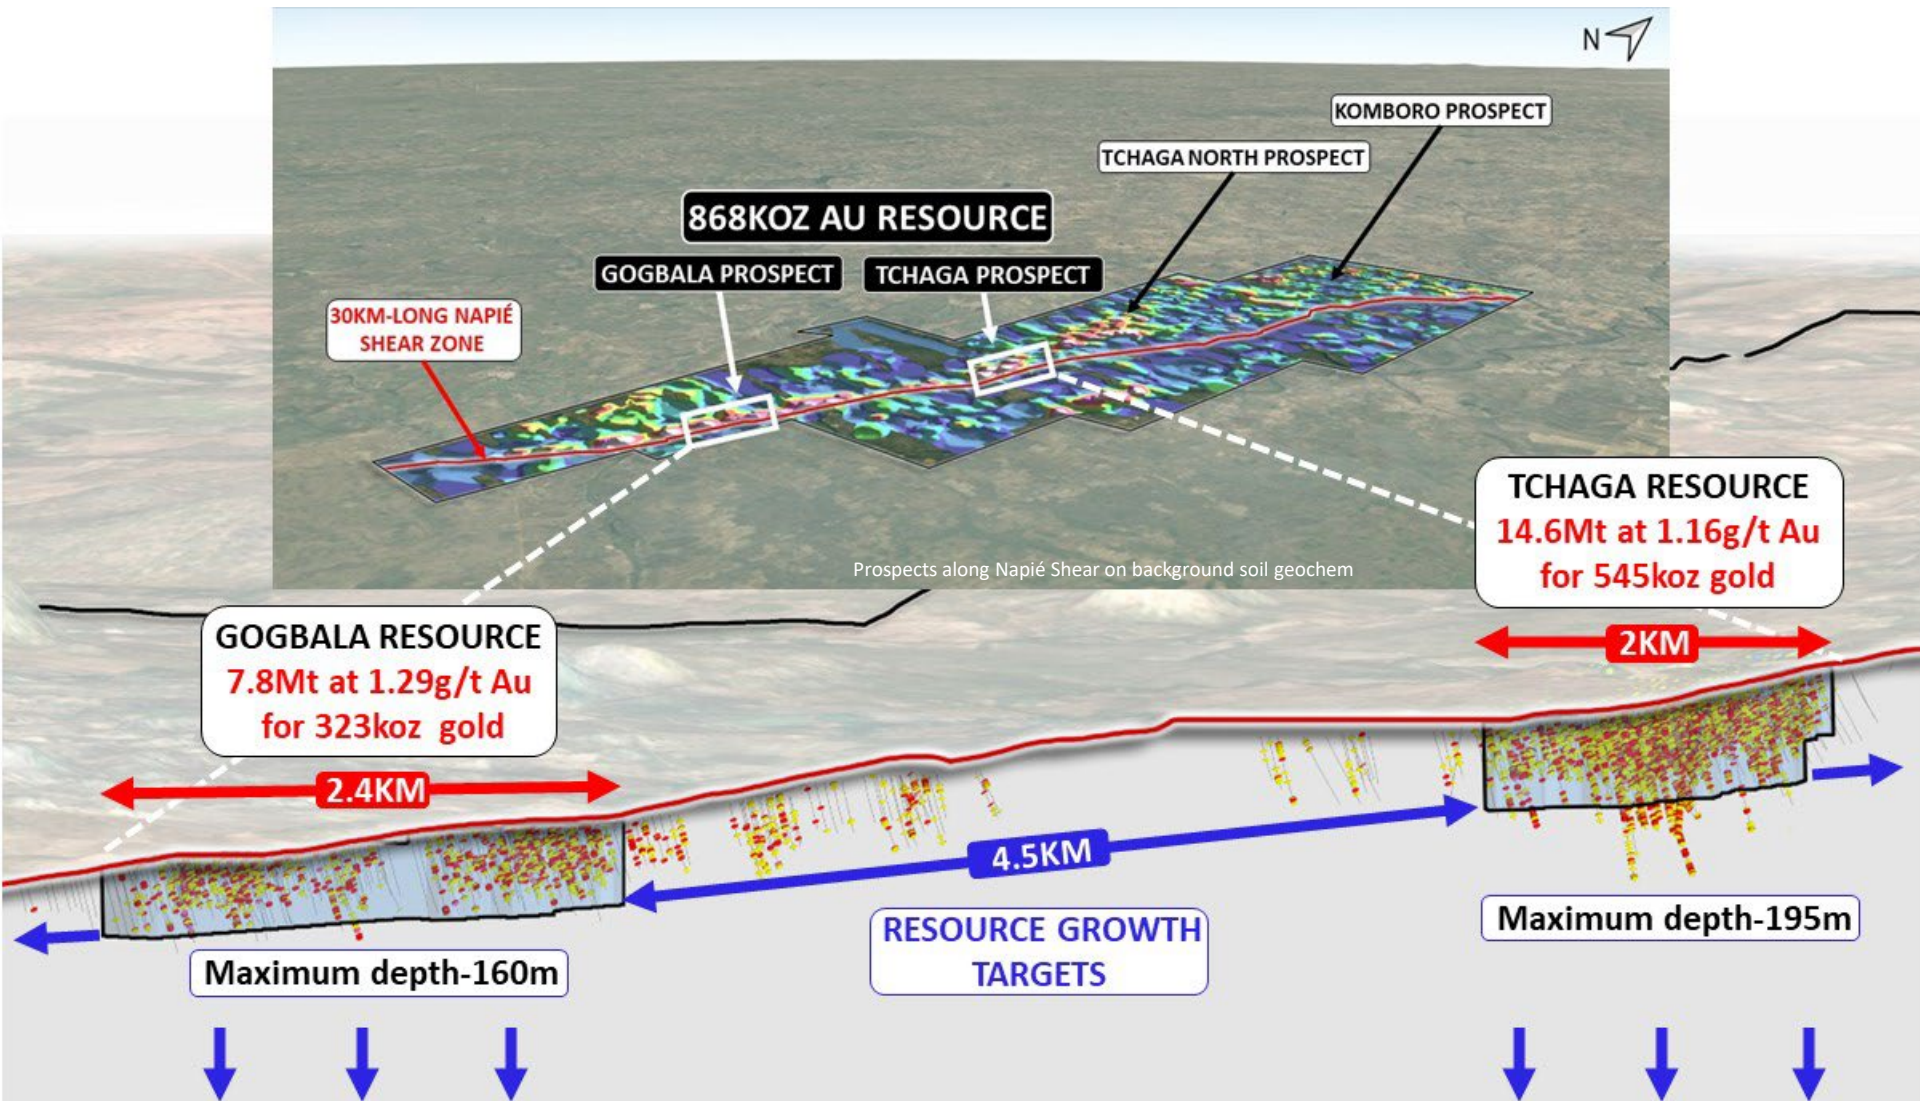 N
KOMBORO PROSPECT
TCHAGA NORTH PROSPECT
868KOZ AU RESOURCE
GOGBALA PROSPECT
TCHAGA PROSPECT
30KM-LONG NAPIÉ
SHEAR ZONE
Prospects along Napié Shear on background soil geochem
TCHAGA RESOURCE
14.6Mt at 1.16g/t Au
for 545koz gold
2KM
GOGBALA RESOURCE
7.8Mt at 1.29g/t Au
for 323koz gold
2.4KM
4.5KM
RESOURCE GROWTH
TARGETS
Maximum depth-195m
Maximum depth-160m